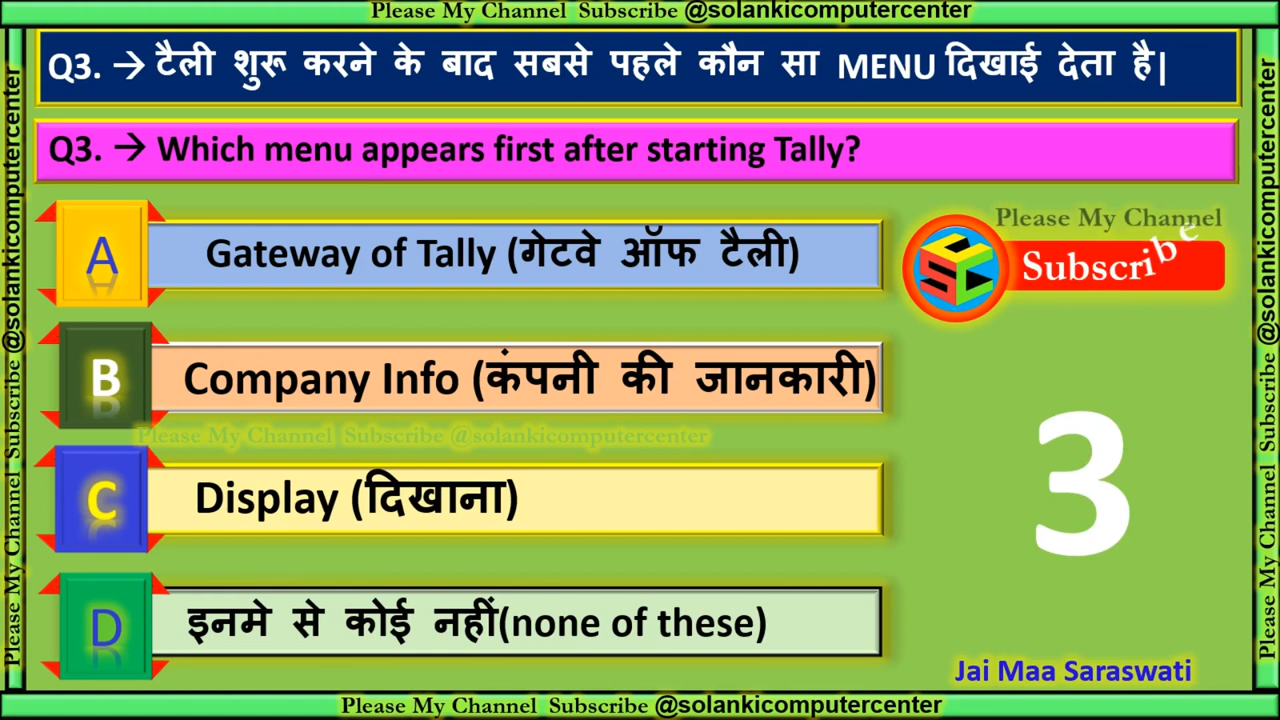 Please My Channel Subscribe @solankicomputercenter
Q3. → टैली शुरू करने के बाद सबसे पहले कौन सा MENU दिखाई देता है|
Q3. → Which menu appears first after starting Tally?
A
Gateway of Tally (गेटवे ऑफ टैली)
Please My Channel
Subscribe
B
Company Info (कंपनी की जानकारी)
Please My Channel Subscribe @solankicomputercenter
3
C
Display (दिखाना)
D
इनमे से कोई नहीं(none of these)
Jai Maa Saraswati
Please My Channel Subscribe @solankicomputercenter
Please My Channel Subscribe @solankicomputercenter
Please My Channel Subscribe @solankicomputercenter